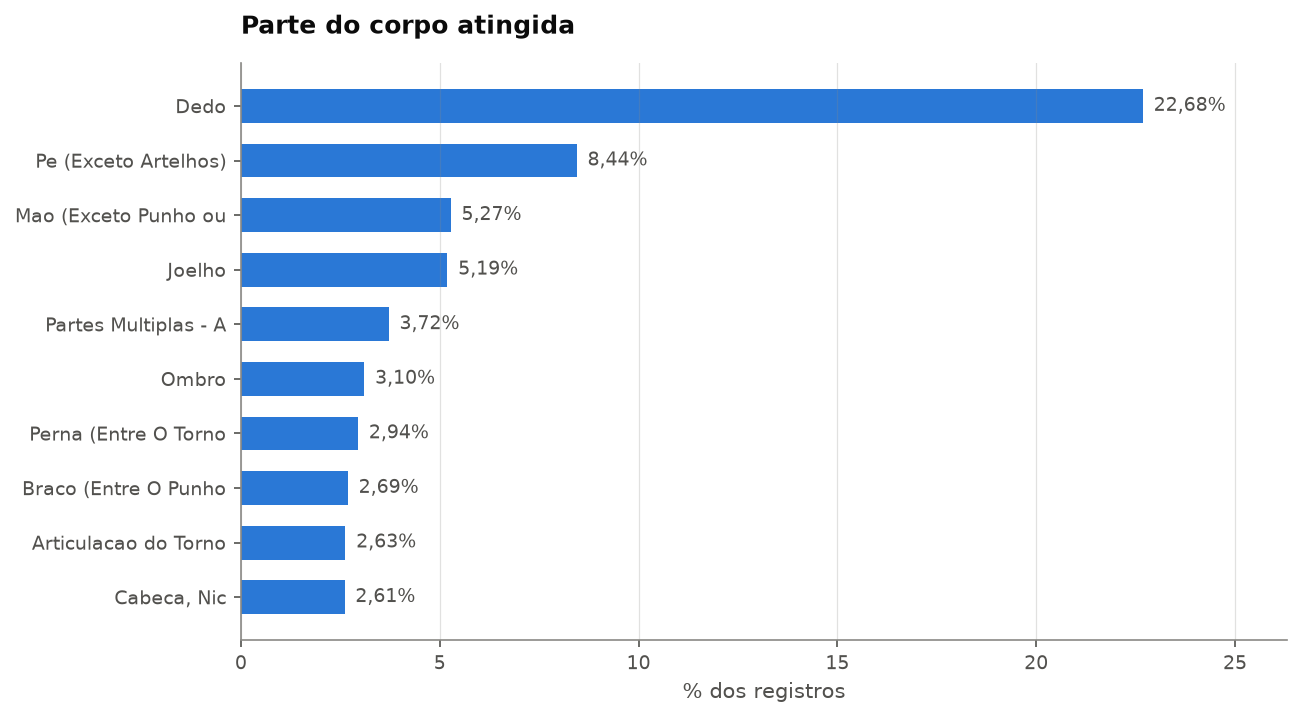 Parte do corpo atingida
Dedo 22,68%
Pe (Exceto Artelhos) 8,44%
Mao (Exceto Punho ou 5,27%
Joelho 5,19%
Partes Multiplas - A 3,72%
Ombro 3,10%
Perna (Entre O Torno 2,94%
Braco (Entre O Punho 2,69%
Articulacao do Torno 2,63%
Cabeca, Nic 2,61%
0 5 10 15 20 25
% dos registros